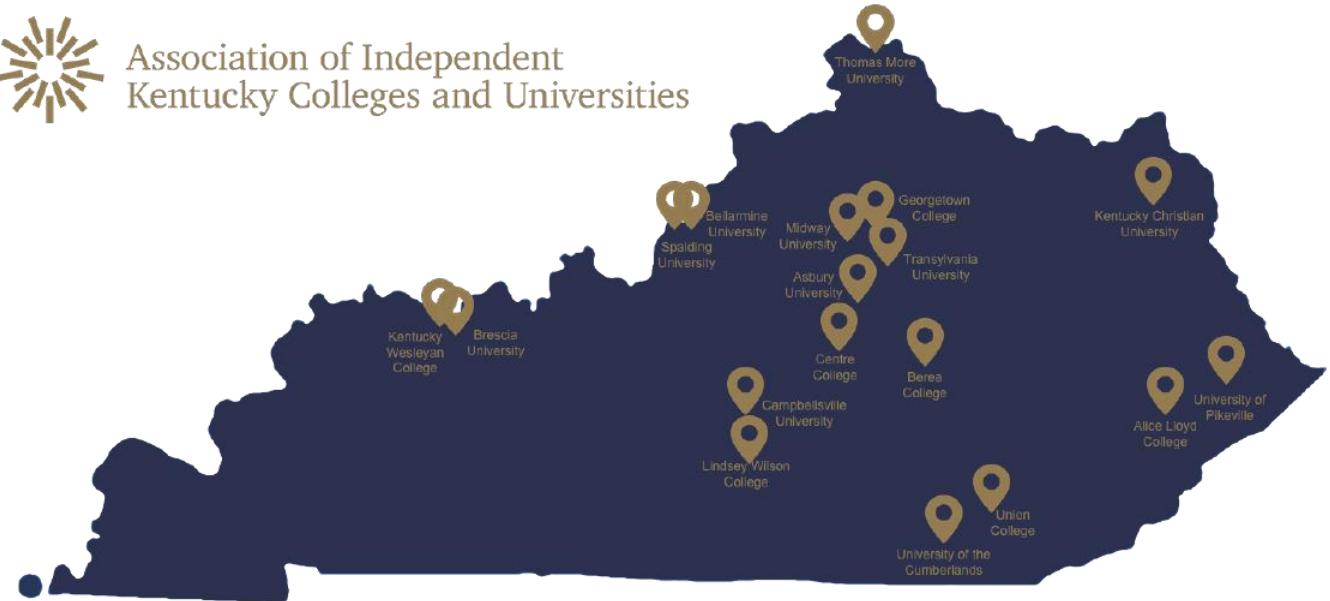 Association of Independent
Kentucky Colleges and Universities
Thomas More
University
Georgetown
College
Kentucky Christian
University
Bellarmine
University
Midway
University
Spalding
University
Transylvania
University
Asbury
University
Kentucky
Wesleyan
College
Brescia
University
Centre
College
Berea
College
University of
Pikeville
Campbellsville
University
Alice Lloyd
College
Lindsey Wilson
College
Union
College
University of the
Cumberlands